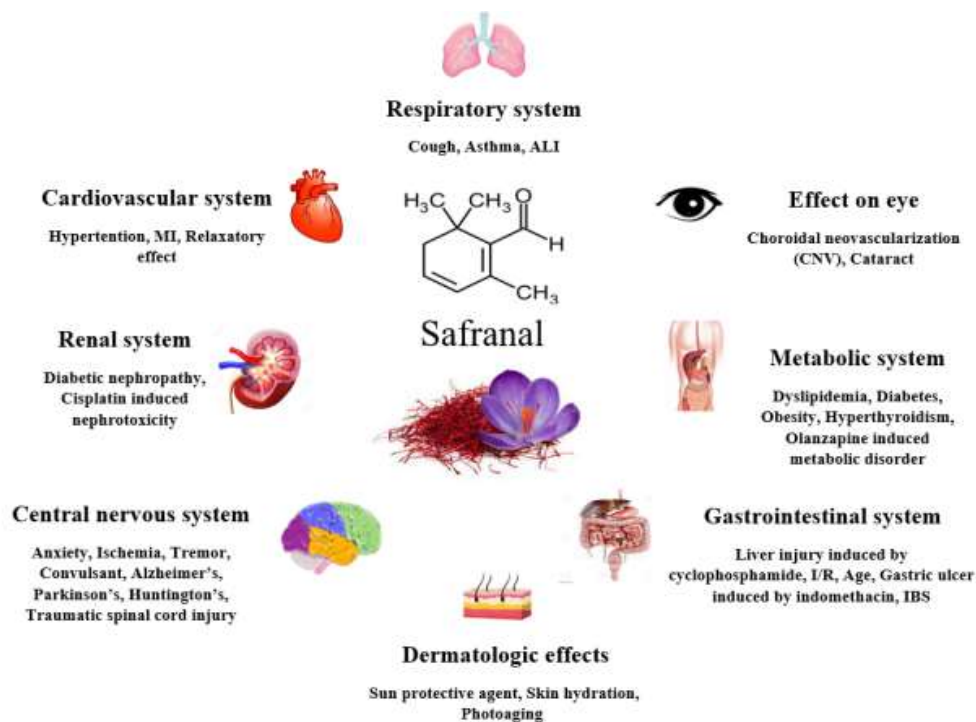 Respiratory system
Cough, Asthma, ALI
Cardiovascular system
Hypertention, MI, Relaxatory
effect
H₃C
CH₃
O
H
CH₃
Effect on eye
Choroidal neovascularization
(CNV), Cataract
Safranal
Renal system
Diabetic nephropathy,
Cisplatin induced
nephrotoxicity
Metabolic system
Dyslipidemia, Diabetes,
Obesity, Hyperthyroidism,
Olanzapine induced
metabolic disorder
Central nervous system
Anxiety, Ischemia, Tremor,
Convulsant, Alzheimer's,
Parkinson's, Huntington's,
Traumatic spinal cord injury
Gastrointestinal system
Liver injury induced by
cyclophosphamide, I/R, Age, Gastric ulcer
induced by indomethacin, IBS
Dermatologic effects
Sun protective agent, Skin hydration,
Photoaging